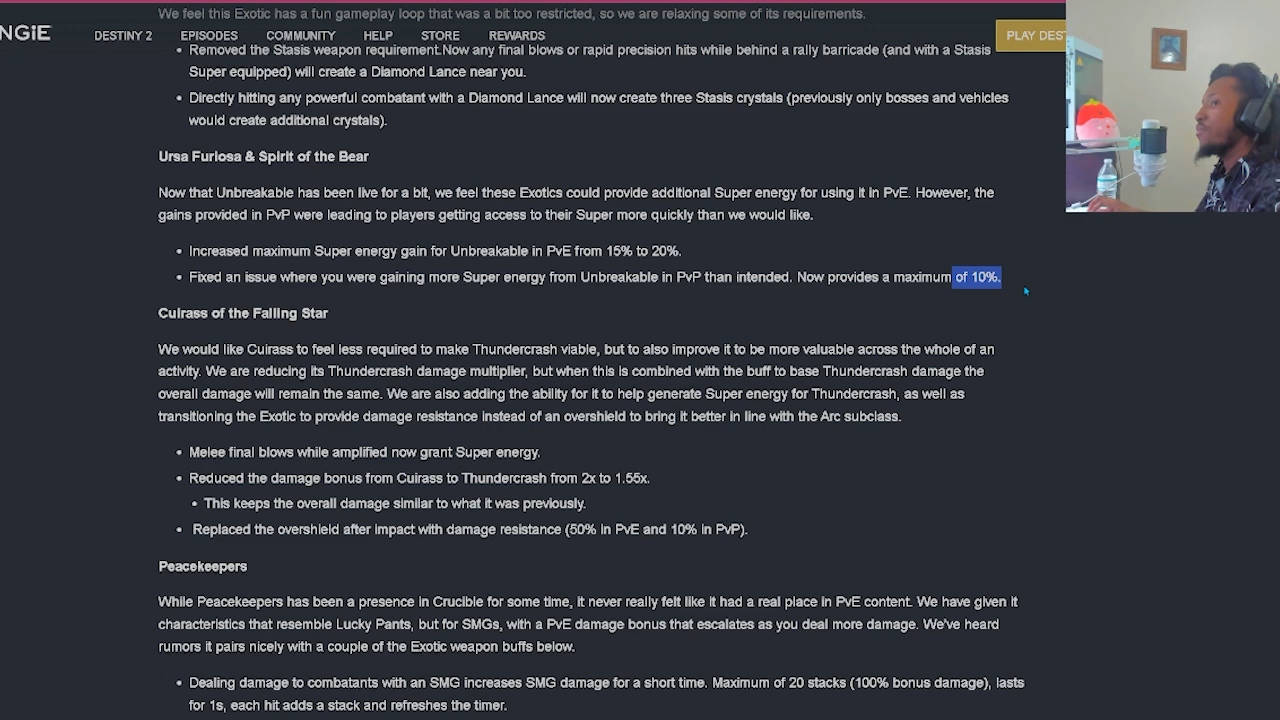 We feel this Exotic has a fun gameplay loop that was a bit too restricted, so we are relaxing some of its requirements.
NGiE DESTINY 2 EPISODES COMMUNITY HELP STORE REWARDS PLAY DEST
• Removed the Stasis weapon requirement.Now any final blows or rapid precision hits while behind a rally barricade (and with a Stasis
Super equipped) will create a Diamond Lance near you.
• Directly hitting any powerful combatant with a Diamond Lance will now create three Stasis crystals (previously only bosses and vehicles
would create additional crystals).
Ursa Furiosa & Spirit of the Bear
Now that Unbreakable has been live for a bit, we feel these Exotics could provide additional Super energy for using it in PvE. However, the
gains provided in PvP were leading to players getting access to their Super more quickly than we would like.
• Increased maximum Super energy gain for Unbreakable in PvE from 15% to 20%.
• Fixed an issue where you were gaining more Super energy from Unbreakable in PvP than intended. Now provides a maximum of 10%.
Cuirass of the Falling Star
We would like Cuirass to feel less required to make Thundercrash viable, but to also improve it to be more valuable across the whole of an
activity. We are reducing its Thundercrash damage multiplier, but when this is combined with the buff to base Thundercrash damage the
overall damage will remain the same. We are also adding the ability for it to help generate Super energy for Thundercrash, as well as
transitioning the Exotic to provide damage resistance instead of an overshield to bring it better in line with the Arc subclass.
• Melee final blows while amplified now grant Super energy.
• Reduced the damage bonus from Cuirass to Thundercrash from 2x to 1.55x.
• This keeps the overall damage similar to what it was previously.
• Replaced the overshield after impact with damage resistance (50% in PvE and 10% in PvP).
Peacekeepers
While Peacekeepers has been a presence in Crucible for some time, it never really felt like it had a real place in PvE content. We have given it
characteristics that resemble Lucky Pants, but for SMGs, with a PvE damage bonus that escalates as you deal more damage. We've heard
rumors it pairs nicely with a couple of the Exotic weapon buffs below.
• Dealing damage to combatants with an SMG increases SMG damage for a short time. Maximum of 20 stacks (100% bonus damage), lasts
for 1s, each hit adds a stack and refreshes the timer.